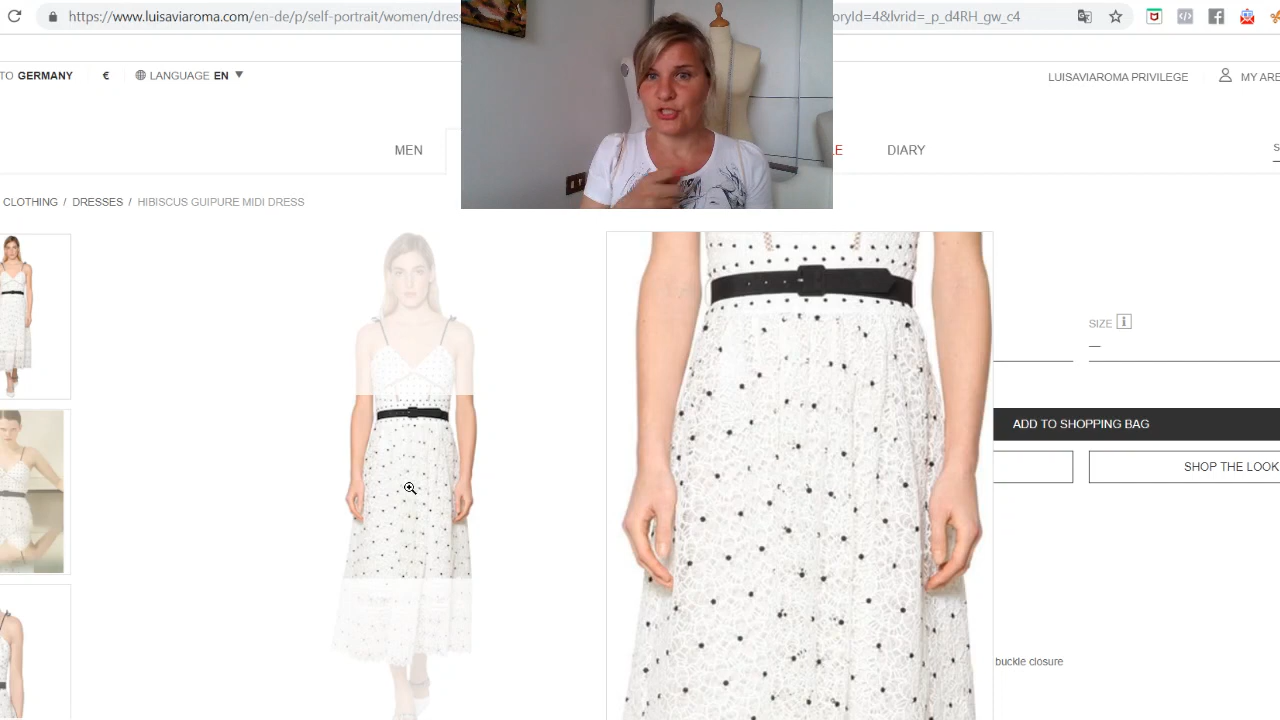 https://www.luisaviaroma.com/en-de/p/self-portrait/women/dres
oryId=4&lvrid=_p_d4RH_gw_c4
TO GERMANY € LANGUAGE EN
LUISAVIAROMA PRIVILEGE MY ARE
MEN
LE DIARY
S
CLOTHING / DRESSES / HIBISCUS GUIPURE MIDI DRESS
SIZE i
—
ADD TO SHOPPING BAG
SHOP THE LOOK
buckle closure